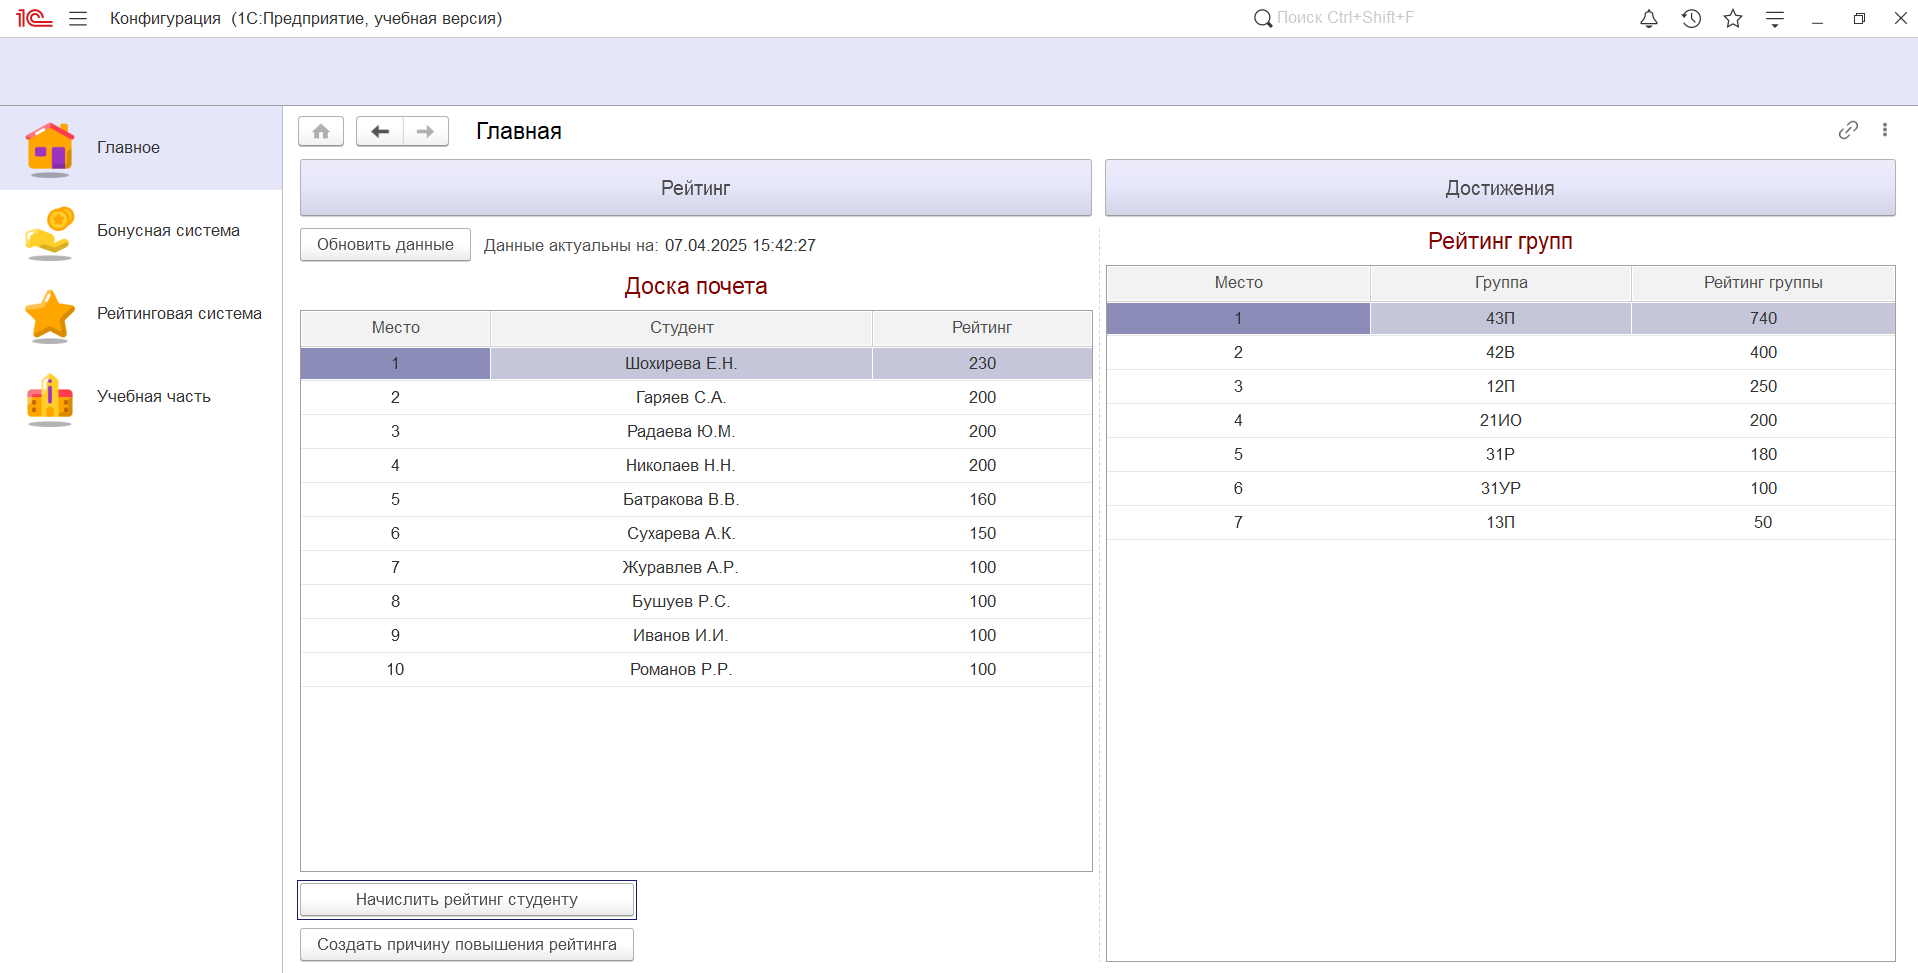 1С Конфигурация (1С:Предприятие, учебная версия) Поиск Ctrl+Shift+F
Главное
Бонусная система
Рейтинговая система
Учебная часть
Главная
Рейтинг
Достижения
Обновить данные Данные актуальны на: 07.04.2025 15:42:27
Доска почета
Место Студент Рейтинг
1 Шохирева Е.Н. 230
2 Гаряев С.А. 200
3 Радаева Ю.М. 200
4 Николаев Н.Н. 200
5 Батракова В.В. 160
6 Сухарева А.К. 150
7 Журавлев А.Р. 100
8 Бушуев Р.С. 100
9 Иванов И.И. 100
10 Романов Р.Р. 100
Начислить рейтинг студенту
Создать причину повышения рейтинга
Рейтинг групп
Место Группа Рейтинг группы
1 43П 740
2 42В 400
3 12П 250
4 21ИО 200
5 31Р 180
6 31УР 100
7 13П 50